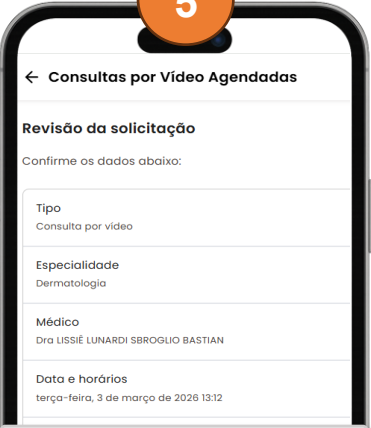 5
← Consultas por Vídeo Agendadas
Revisão da solicitação
Confirme os dados abaixo:
Tipo
Consulta por vídeo
Especialidade
Dermatologia
Médico
Dra LISSIÊ LUNARDI SBROGLIO BASTIAN
Data e horários
terça-feira, 3 de março de 2026 13:12